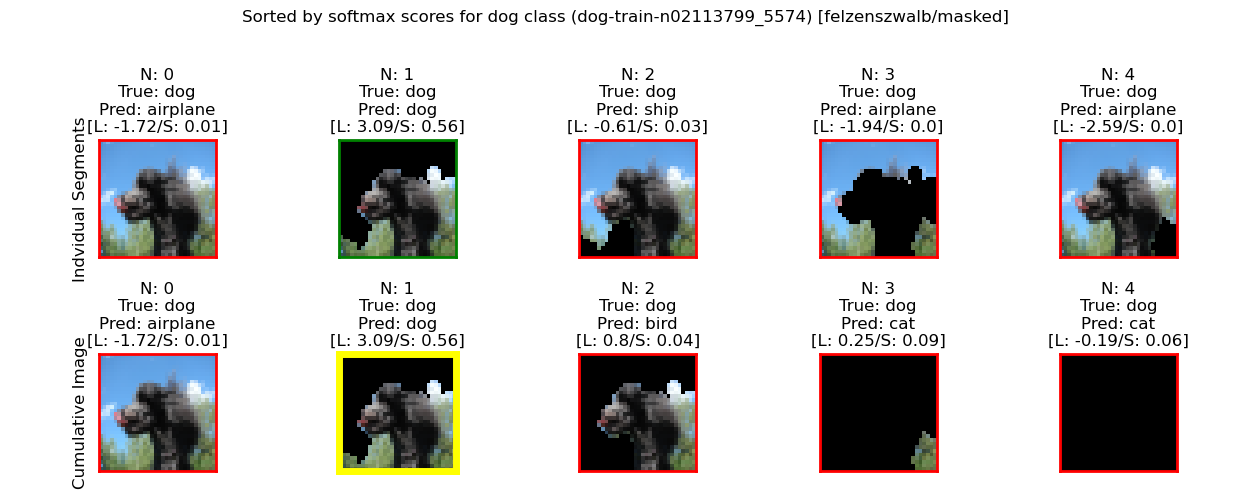 Sorted by softmax scores for dog class (dog-train-n02113799_5574) [felzenszwalb/masked]
Indvidual Segments
N: 0
True: dog
Pred: airplane
[L: -1.72/S: 0.01]
N: 1
True: dog
Pred: dog
[L: 3.09/S: 0.56]
N: 2
True: dog
Pred: ship
[L: -0.61/S: 0.03]
N: 3
True: dog
Pred: airplane
[L: -1.94/S: 0.0]
N: 4
True: dog
Pred: airplane
[L: -2.59/S: 0.0]
Cumulative Image
N: 0
True: dog
Pred: airplane
[L: -1.72/S: 0.01]
N: 1
True: dog
Pred: dog
[L: 3.09/S: 0.56]
N: 2
True: dog
Pred: bird
[L: 0.8/S: 0.04]
N: 3
True: dog
Pred: cat
[L: 0.25/S: 0.09]
N: 4
True: dog
Pred: cat
[L: -0.19/S: 0.06]